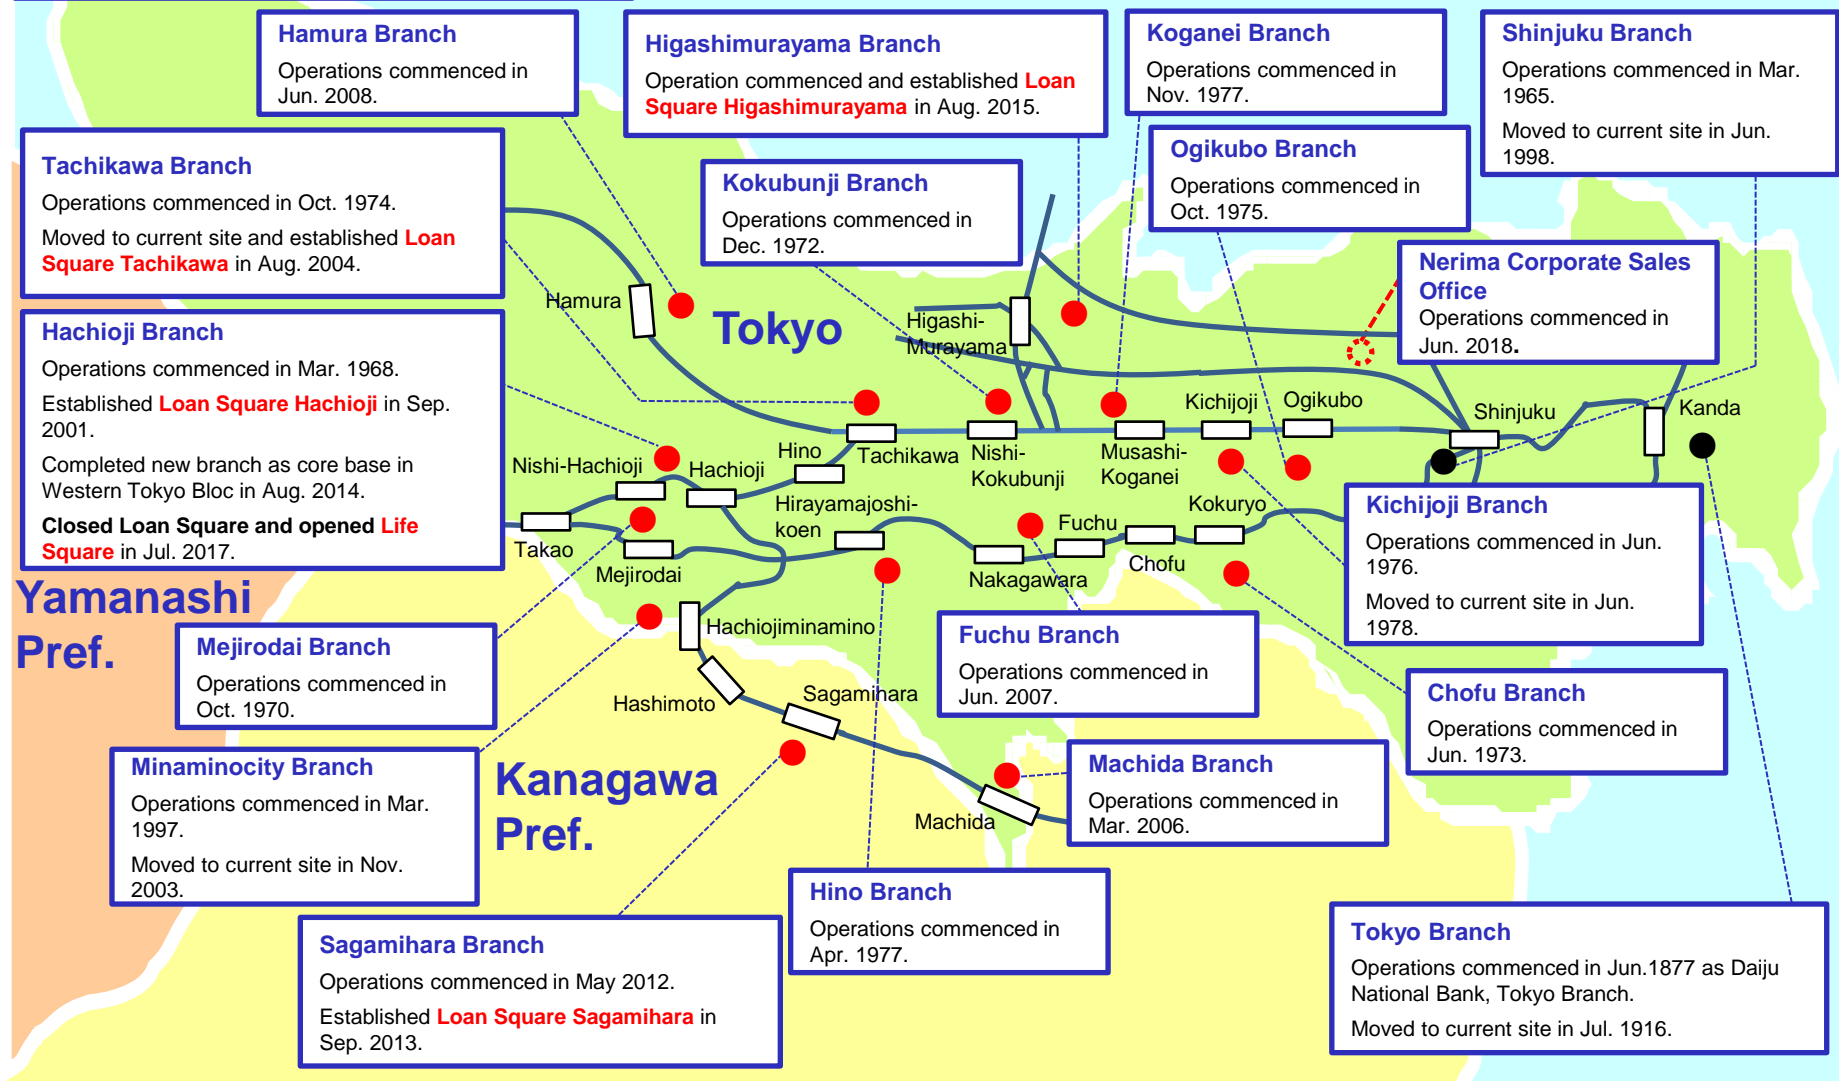 Hamura Branch
Operations commenced in
Jun. 2008.
Higashimurayama Branch
Operation commenced and established Loan
Square Higashimurayama in Aug. 2015.
Koganei Branch
Operations commenced in
Nov. 1977.
Shinjuku Branch
Operations commenced in Mar.
1965.
Moved to current site in Jun.
1998.
Tachikawa Branch
Operations commenced in Oct. 1974.
Moved to current site and established Loan
Square Tachikawa in Aug. 2004.
Kokubunji Branch
Operations commenced in
Dec. 1972.
Ogikubo Branch
Operations commenced in
Oct. 1975.
Nerima Corporate Sales
Office
Operations commenced in
Jun. 2018.
Hachioji Branch
Operations commenced in Mar. 1968.
Established Loan Square Hachioji in Sep.
2001.
Completed new branch as core base in
Western Tokyo Bloc in Aug. 2014.
Closed Loan Square and opened Life
Square in Jul. 2017.
Hamura
Tokyo
Higashi-
Murayama
Kichijoji
Ogikubo
Shinjuku
Kanda
Nishi-Hachioji
Hachioji
Hino
Tachikawa
Nishi-
Kokubunji
Musashi-
Koganei
Hirayamajoshi-
koen
Takao
Mejirodai
Nakagawara
Fuchu
Chofu
Kokuryo
Kichijoji Branch
Operations commenced in Jun.
1976.
Moved to current site in Jun.
1978.
Yamanashi
Pref.
Mejirodai Branch
Operations commenced in
Oct. 1970.
Hachiojiminamino
Hashimoto
Sagamihara
Fuchu Branch
Operations commenced in
Jun. 2007.
Chofu Branch
Operations commenced in
Jun. 1973.
Minaminocity Branch
Operations commenced in Mar.
1997.
Moved to current site in Nov.
2003.
Kanagawa
Pref.
Machida
Machida Branch
Operations commenced in
Mar. 2006.
Hino Branch
Operations commenced in
Apr. 1977.
Sagamihara Branch
Operations commenced in May 2012.
Established Loan Square Sagamihara in
Sep. 2013.
Tokyo Branch
Operations commenced in Jun.1877 as Daiju
National Bank, Tokyo Branch.
Moved to current site in Jul. 1916.